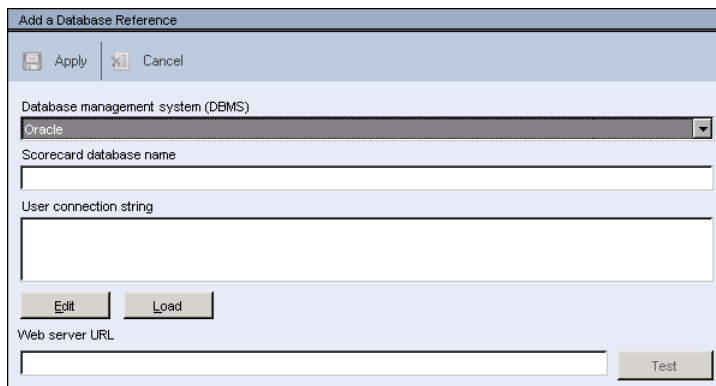 Add a Database Reference
Apply Cancel
Database management system (DBMS)
Oracle
Scorecard database name
User connection string
Edit Load
Web server URL
Test